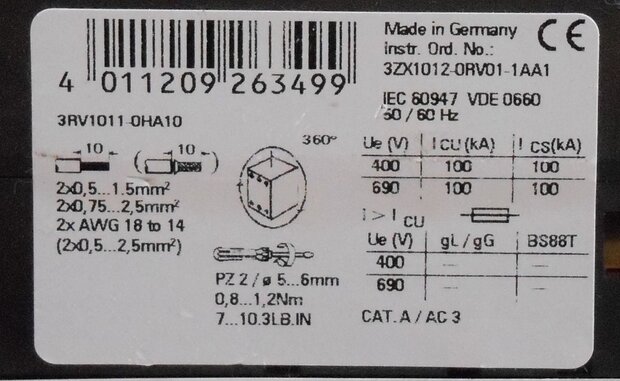 4 011209 263499
3RV1011-0HA10
10 ( 10 )
2x0,5...1.5mm²
2x0,75...2,5mm²
2x AWG 18 to 14
(2x0,5...2,5mm²)
360°
PZ 2 / ø 5...6mm
0,8...1,2Nm
7...10.3LB.IN
Made in Germany
instr. Ord. No.:
3ZX1012-0RV01-1AA1
CE
IEC 60947 VDE 0660
50 / 60 Hz
Ue (V) I CU (kA) I CS(kA)
400 100 100
690 100 100
I > I CU
Ue (V) gL / gG BS88T
400 — —
690 — —
CAT. A / AC 3